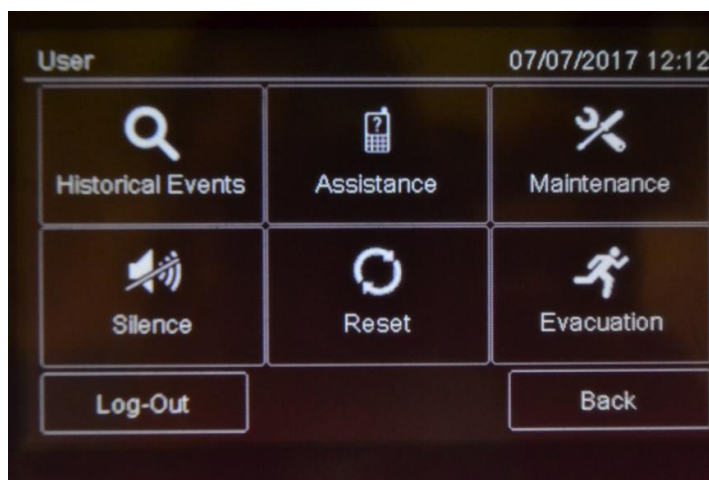 User 07/07/2017 12:12
Historical Events Assistance Maintenance
Silence Reset Evacuation
Log-Out Back